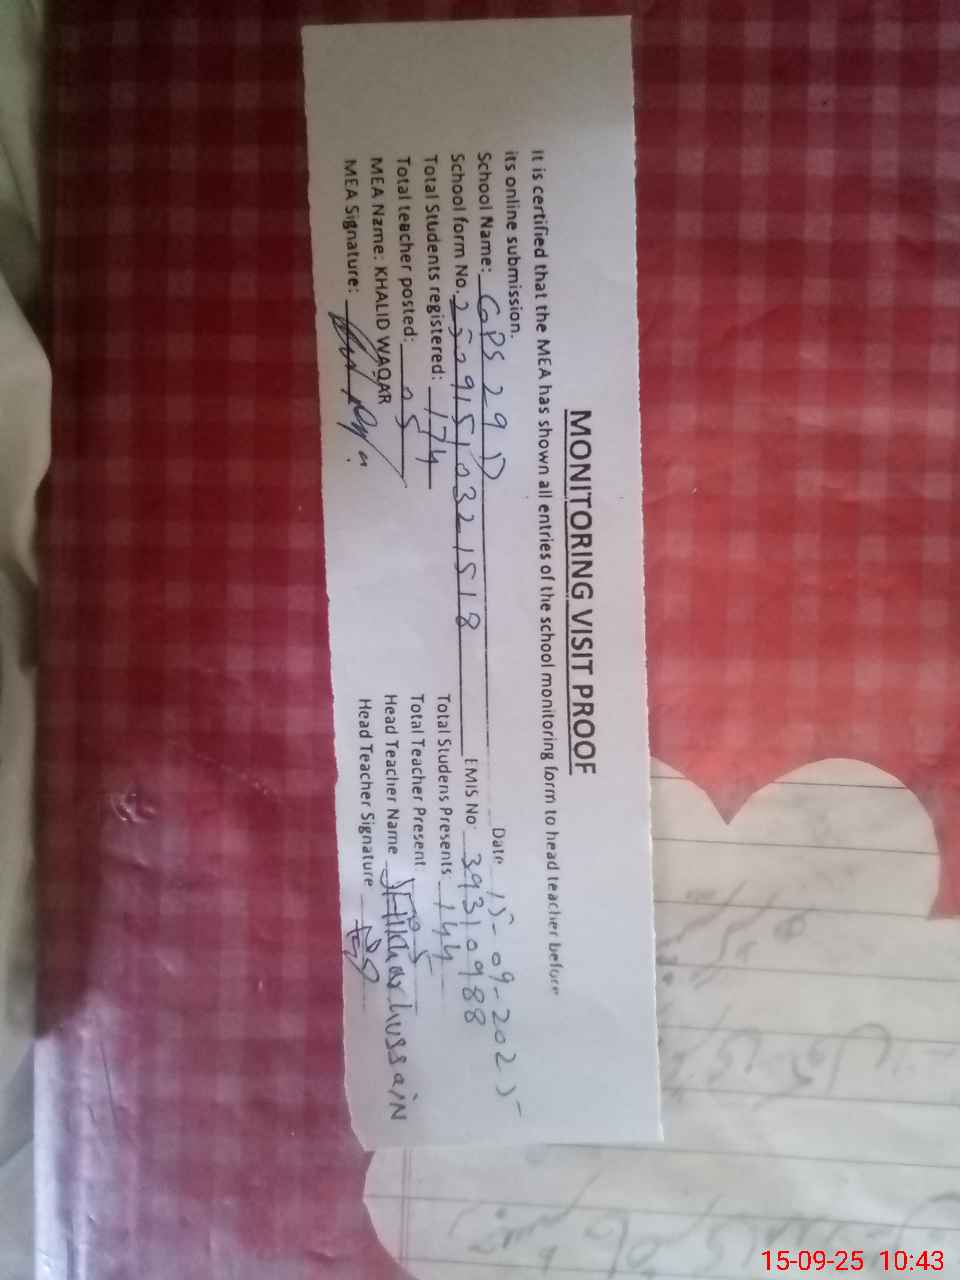 MONITORING VISIT PROOF
It is certified that the MEA has shown all entries of the school monitoring form to head teacher before
its online submission.
School Name: GPS 29 D Date 15-09-2025
School form No. 25091510321518 EMIS No: 39310988
Total Students registered: 174 Total Studens Presents 144
Total teacher posted: 05 Total Teacher Present 05
MEA Name: KHALID WAQAR Head Teacher Name Iftikhar hussain
MEA Signature: Head Teacher Signature
15-09-25 10:43